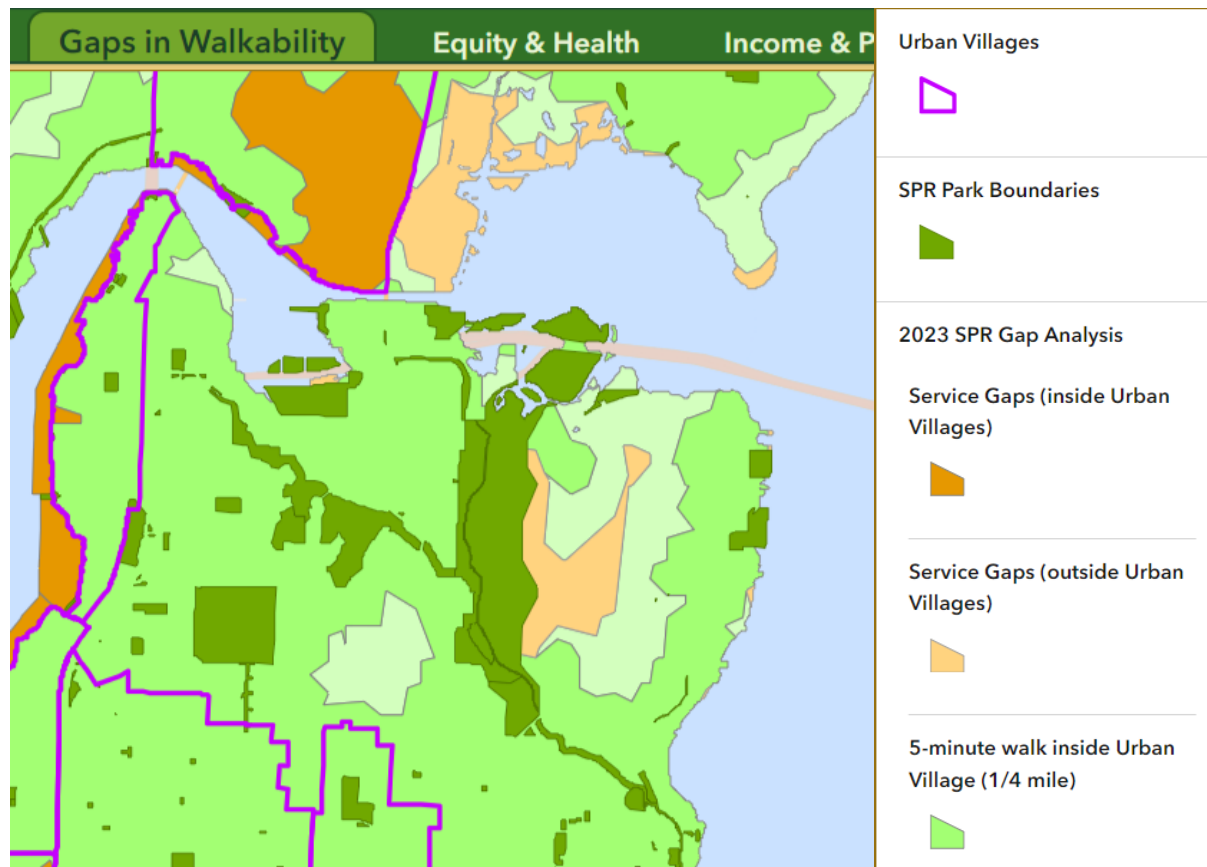 Gaps in Walkability
Equity & Health
Income & P
Urban Villages
SPR Park Boundaries
2023 SPR Gap Analysis
Service Gaps (inside Urban
Villages)
Service Gaps (outside Urban
Villages)
5-minute walk inside Urban
Village (1/4 mile)